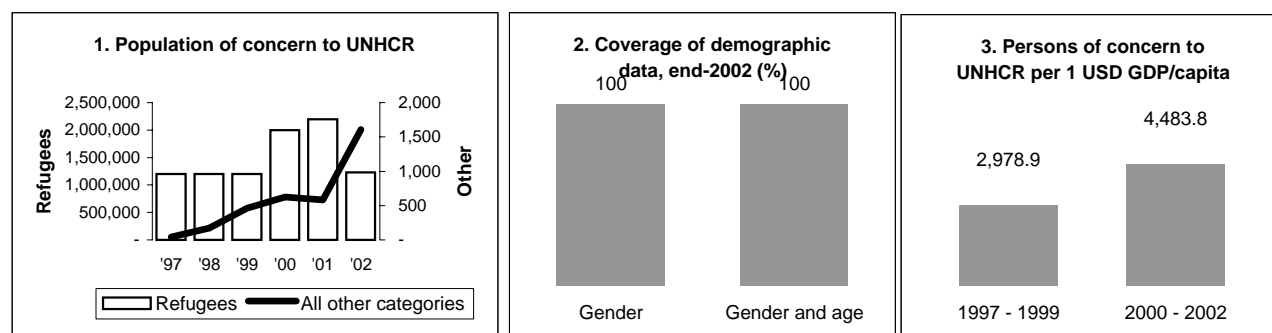 1. Population of concern to UNHCR
2,500,000
2,000,000
1,500,000
1,000,000
500,000
-
Refugees
2,000
1,500
1,000
500
-
Other
'97 '98 '99 '00 '01 '02
Refugees All other categories
2. Coverage of demographic
data, end-2002 (%)
100 100
Gender Gender and age
3. Persons of concern to
UNHCR per 1 USD GDP/capita
2,978.9
4,483.8
1997 - 1999 2000 - 2002